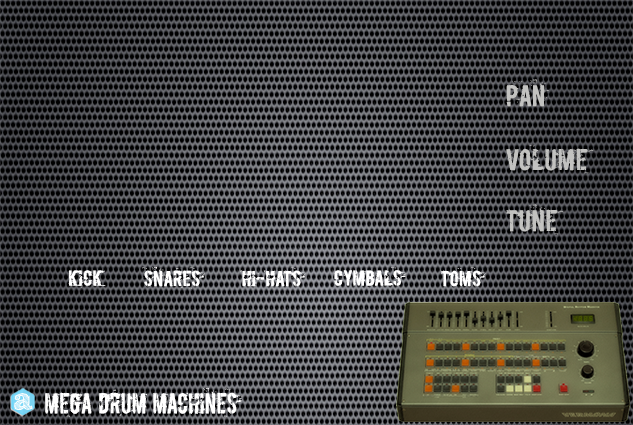 PAN
VOLUME
TUNE
KICK SNARES HI-HATS CYMBALS TOMS
MEGA DRUM MACHINES